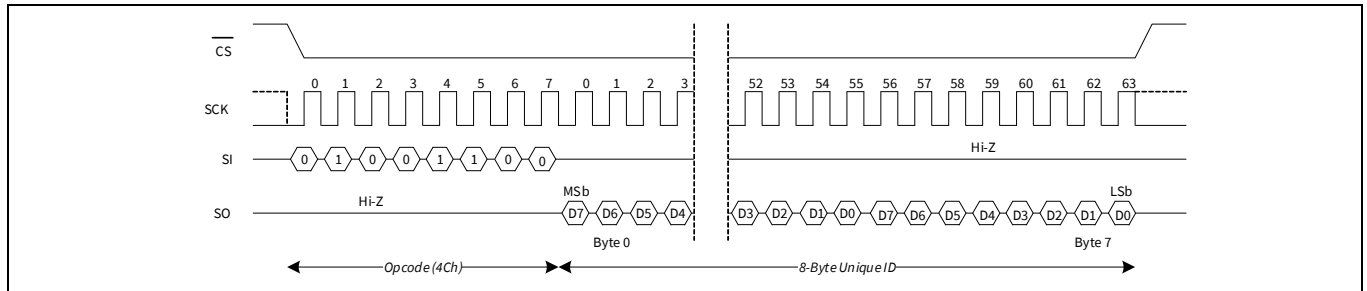 CS
0 1 2 3 4 5 6 7 0 1 2 3 52 53 54 55 56 57 58 59 60 61 62 63
SCK
Hi-Z
SI 0 1 0 0 1 1 0 0
MSb LSb
Hi-Z
SO D7 D6 D5 D4 D3 D2 D1 D0 D7 D6 D5 D4 D3 D2 D1 D0
Byte 0 Byte 7
Opcode (4Ch) 8-Byte Unique ID